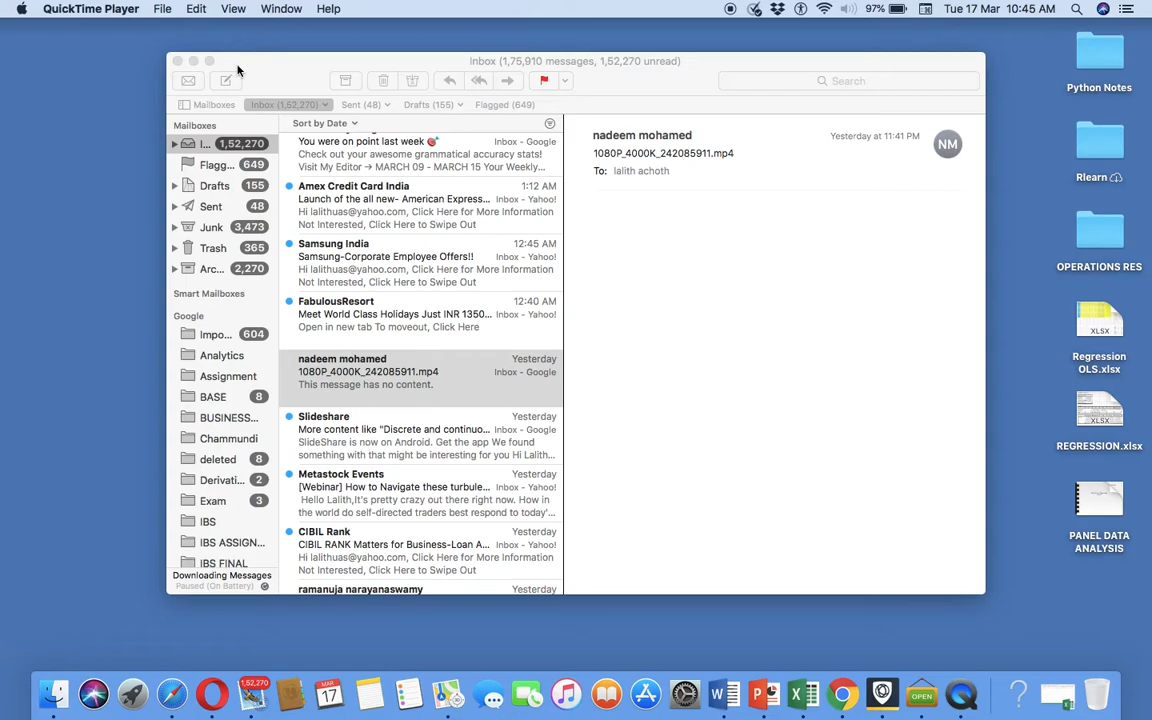 QuickTime Player File Edit View Window Help 97% Tue 17 Mar 10:45 AM
Inbox (1,75,910 messages, 1,52,270 unread)
Search
Mailboxes Inbox (1,52,270) Sent (48) Drafts (155) Flagged (649)
Mailboxes
I... 1,52,270
Flagg... 649
Drafts 155
Sent 48
Junk 3,473
Trash 365
Arc... 2,270
Smart Mailboxes
Google
Impo... 604
Analytics
Assignment
BASE 8
BUSINESS...
Chammundi
deleted 8
Derivati... 2
Exam 3
IBS
IBS ASSIGN...
IBS FINAL
Downloading Messages
Paused (On Battery)
Sort by Date
You were on point last week 🎯 Inbox - Google
Check out your awesome grammatical accuracy stats!
Visit My Editor → MARCH 09 - MARCH 15 Your Weekly...
Amex Credit Card India 1:12 AM
Launch of the all new- American Express... Inbox - Yahoo!
Hi lalithuas@yahoo.com, Click Here for More Information
Not Interested, Click Here to Swipe Out
Samsung India 12:45 AM
Samsung-Corporate Employee Offers!! Inbox - Yahoo!
Hi lalithuas@yahoo.com, Click Here for More Information
Not Interested, Click Here to Swipe Out
FabulousResort 12:40 AM
Meet World Class Holidays Just INR 1350... Inbox - Yahoo!
Open in new tab To moveout, Click Here
nadeem mohamed Yesterday
1080P_4000K_242085911.mp4 Inbox - Google
This message has no content.
Slideshare Yesterday
More content like "Discrete and continuo... Inbox - Google
SlideShare is now on Android. Get the app We found
something that might be interesting for you Hi Lalith...
Metastock Events Yesterday
[Webinar] How to Navigate these turbule... Inbox - Yahoo!
Hello Lalith,It's pretty crazy out there right now. How in
the world do self-directed traders best respond to today'...
CIBIL Rank Yesterday
CIBIL RANK Matters for Business-Loan A... Inbox - Yahoo!
Hi lalithuas@yahoo.com, Click Here for More Information
Not Interested, Click Here to Swipe Out
ramanuja narayanaswamy Yesterday
nadeem mohamed Yesterday at 11:41 PM NM
1080P_4000K_242085911.mp4
To: lalith achoth
Python Notes
Rlearn
OPERATIONS RES
XLSX
Regression
OLS.xlsx
XLSX
REGRESSION.xlsx
PANEL DATA
ANALYSIS
1,52,270
MAR
17
OPEN